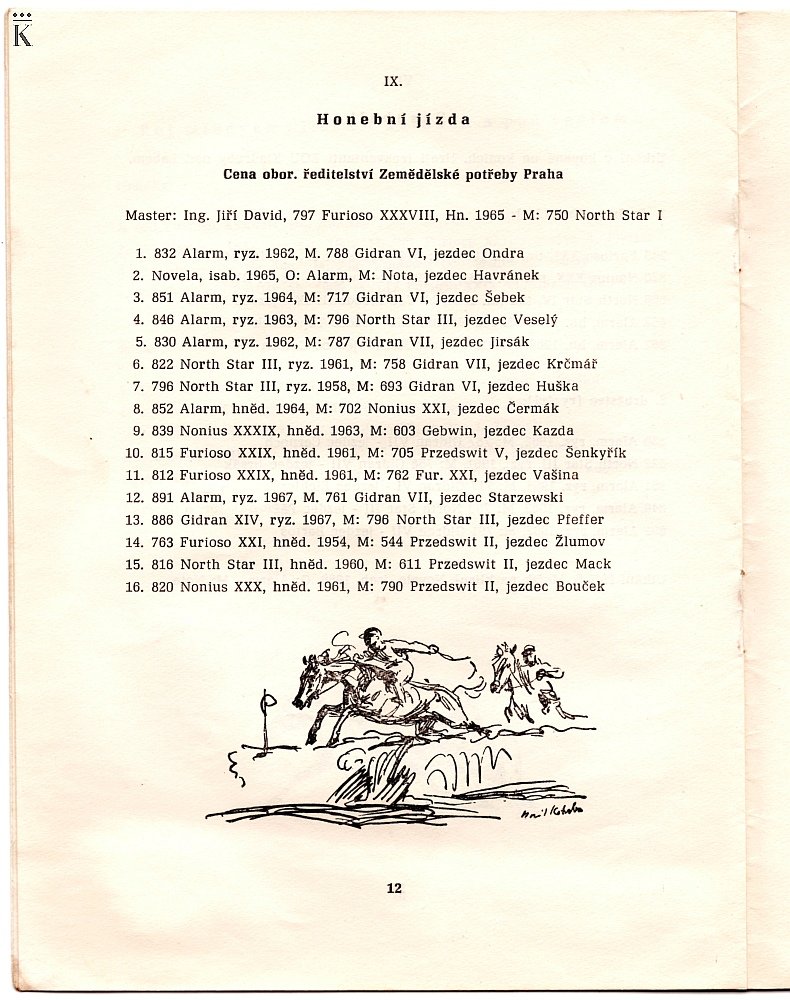 K
IX.
Honební jízda
Cena obor. ředitelství Zemědělské potřeby Praha
Master: Ing. Jiří David, 797 Furioso XXXVIII, Hn. 1965 - M: 750 North Star I
1. 832 Alarm, ryz. 1962, M. 788 Gidran VI, jezdec Ondra
2. Novela, isab. 1965, O: Alarm, M: Nota, jezdec Havránek
3. 851 Alarm, ryz. 1964, M: 717 Gidran VI, jezdec Šebek
4. 846 Alarm, ryz. 1963, M: 796 North Star III, jezdec Veselý
5. 830 Alarm, ryz. 1962, M: 787 Gidran VII, jezdec Jirsák
6. 822 North Star III, ryz. 1961, M: 758 Gidran VII, jezdec Krčmář
7. 796 North Star III, ryz. 1958, M: 693 Gidran VI, jezdec Huška
8. 852 Alarm, hněd. 1964, M: 702 Nonius XXI, jezdec Čermák
9. 839 Nonius XXXIX, hněd. 1963, M: 603 Gebwin, jezdec Kazda
10. 815 Furioso XXIX, hněd. 1961, M: 705 Przedswit V, jezdec Šenkyřík
11. 812 Furioso XXIX, hněd. 1961, M: 762 Fur. XXI, jezdec Vašina
12. 891 Alarm, ryz. 1967, M. 761 Gidran VII, jezdec Starzewski
13. 886 Gidran XIV, ryz. 1967, M: 796 North Star III, jezdec Pfeffer
14. 763 Furioso XXI, hněd. 1954, M: 544 Przedswit II, jezdec Žlumov
15. 816 North Star III, hněd. 1960, M: 611 Przedswit II, jezdec Mack
16. 820 Nonius XXX, hněd. 1961, M: 790 Przedswit II, jezdec Bouček
12